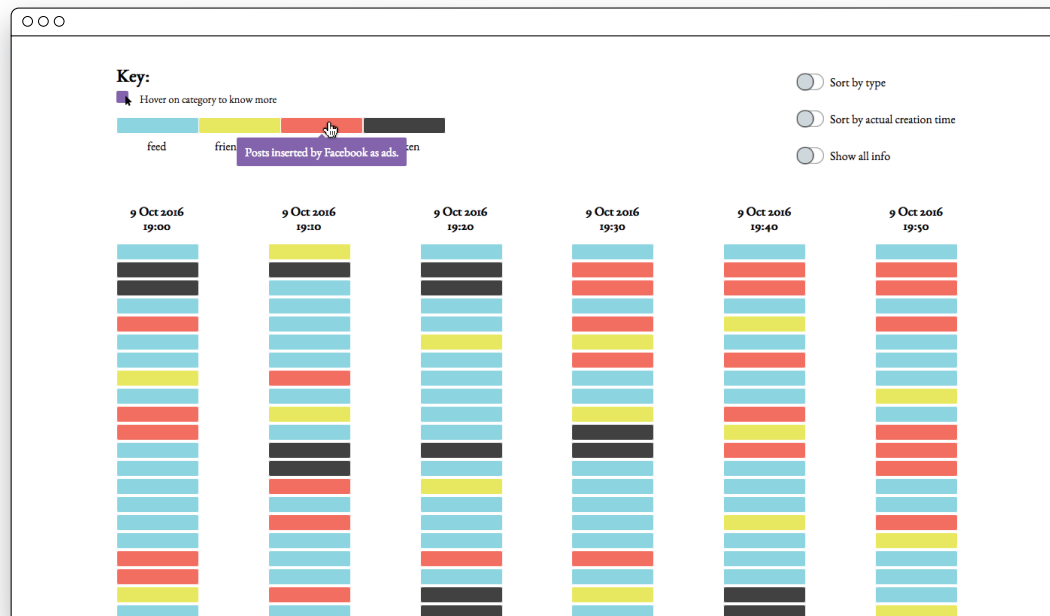 Key:
Hover on category to know more
feed
Posts inserted by Facebook as ads.
Sort by type
Sort by actual creation time
Show all info
9 Oct 2016
19:00
9 Oct 2016
19:10
9 Oct 2016
19:20
9 Oct 2016
19:30
9 Oct 2016
19:40
9 Oct 2016
19:50